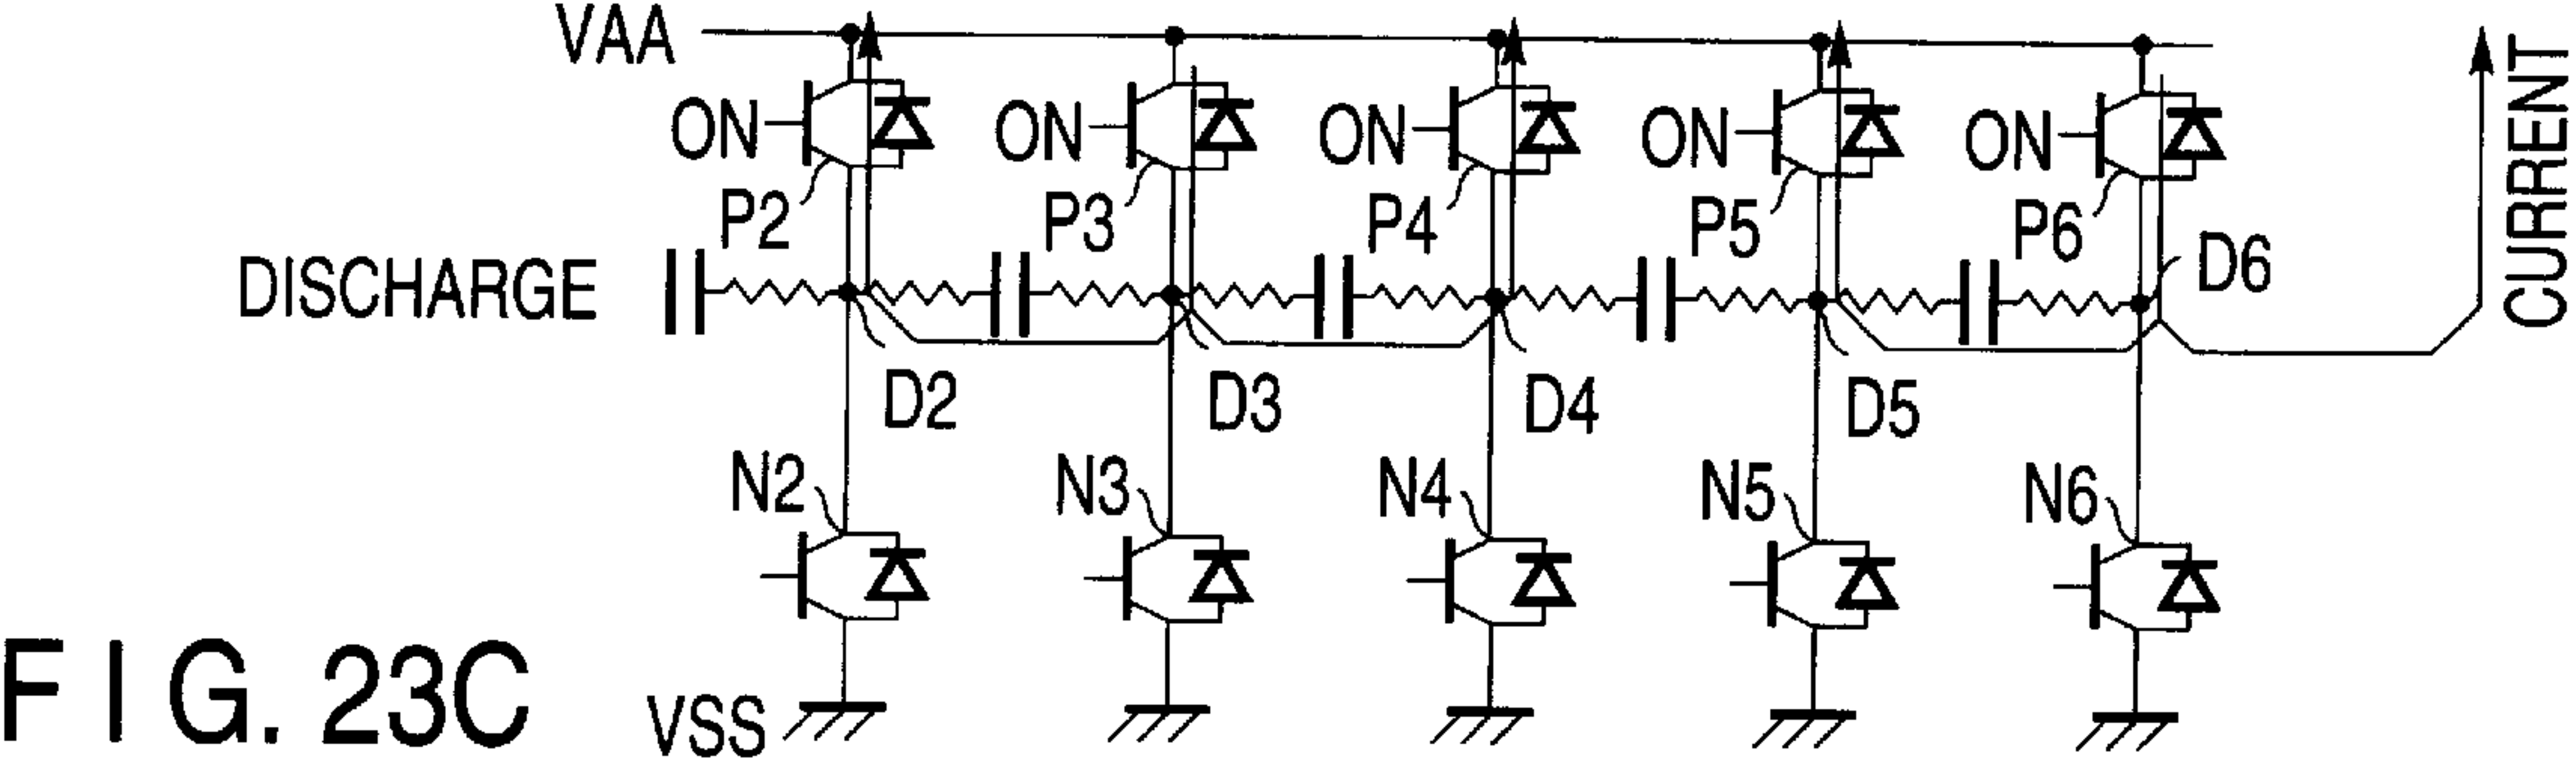 VAA
ON ON ON ON ON
P2 P3 P4 P5 P6
DISCHARGE
D6
CURRENT
D2 D3 D4 D5
N2 N3 N4 N5 N6
VSS
FIG. 23C